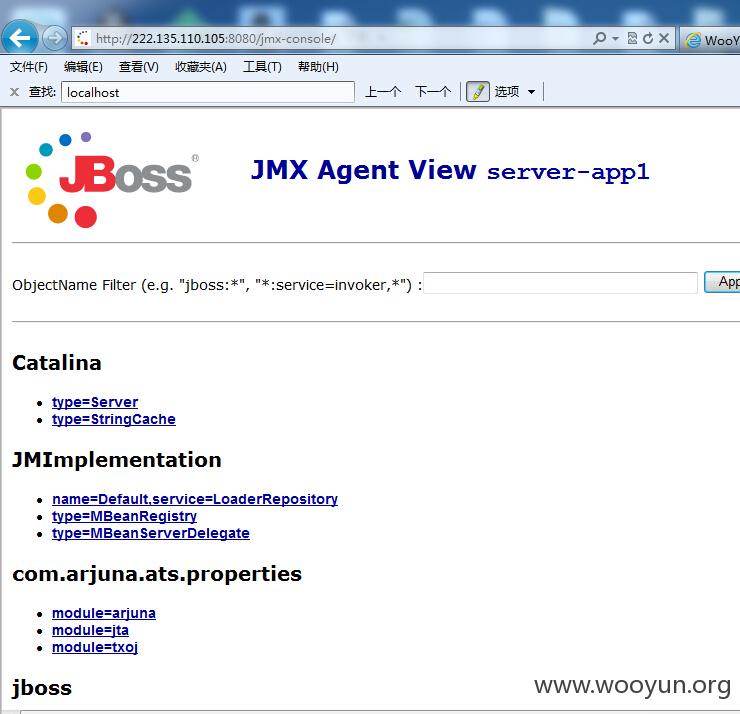 http://222.135.110.105:8080/jmx-console/
WooY
文件(F) 编辑(E) 查看(V) 收藏夹(A) 工具(T) 帮助(H)
x 查找: localhost 上一个 下一个 选项
JBoss®
JMX Agent View server-app1
ObjectName Filter (e.g. "jboss:*", "*:service=invoker,*") :
App
Catalina
type=Server
type=StringCache
JMImplementation
name=Default,service=LoaderRepository
type=MBeanRegistry
type=MBeanServerDelegate
com.arjuna.ats.properties
module=arjuna
module=jta
module=txoj
jboss
www.wooyun.org